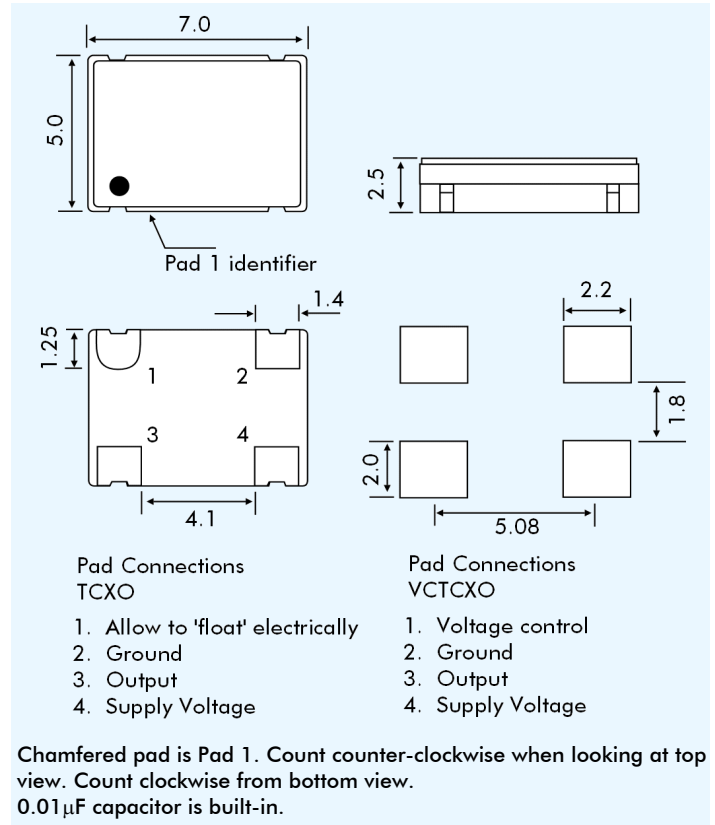 7.0
5.0
2.5
Pad 1 identifier
1.4
2.2
1.25
1 2
1.8
3 4
2.0
4.1
5.08
Pad Connections
TCXO
1. Allow to 'float' electrically
2. Ground
3. Output
4. Supply Voltage
Pad Connections
VCTCXO
1. Voltage control
2. Ground
3. Output
4. Supply Voltage
Chamfered pad is Pad 1. Count counter-clockwise when looking at top
view. Count clockwise from bottom view.
0.01µF capacitor is built-in.